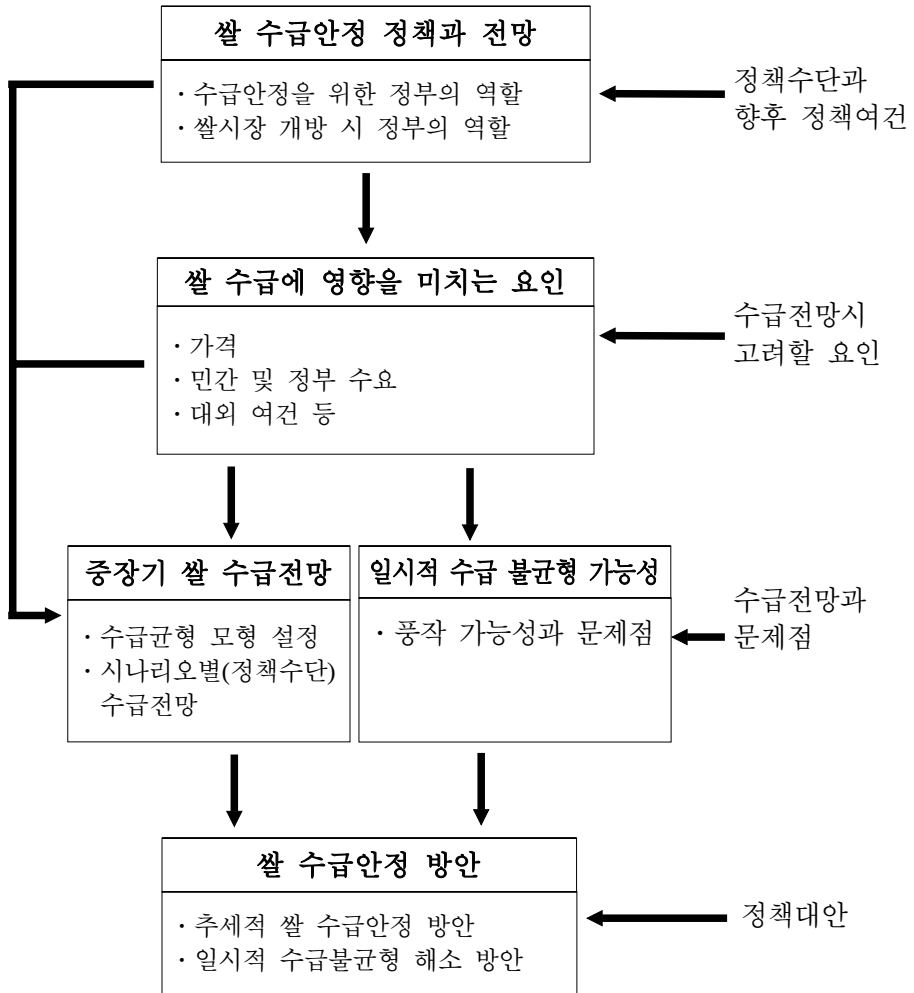 쌀 수급안정 정책과 전망
· 수급안정을 위한 정부의 역할
· 쌀시장 개방 시 정부의 역할
정책수단과
향후 정책여건
쌀 수급에 영향을 미치는 요인
· 가격
· 민간 및 정부 수요
· 대외 여건 등
수급전망시
고려할 요인
중장기 쌀 수급전망
· 수급균형 모형 설정
· 시나리오별(정책수단)
수급전망
일시적 수급 불균형 가능성
· 풍작 가능성과 문제점
수급전망과
문제점
쌀 수급안정 방안
· 추세적 쌀 수급안정 방안
· 일시적 수급불균형 해소 방안
정책대안